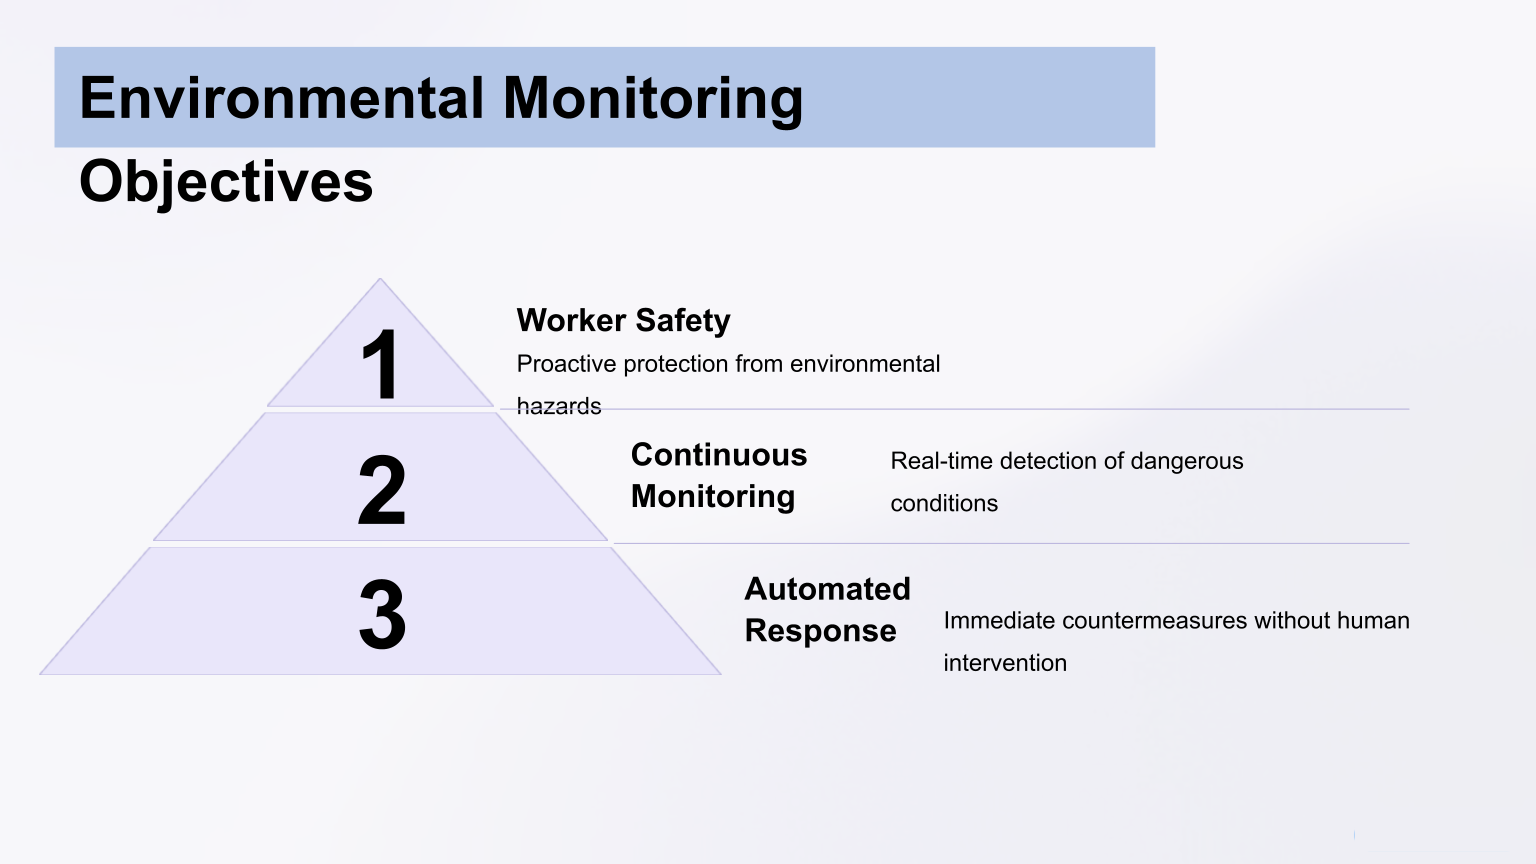 Environmental Monitoring
Objectives
1
Worker Safety
Proactive protection from environmental
hazards
2
Continuous
Monitoring
Real-time detection of dangerous
conditions
3
Automated
Response
Immediate countermeasures without human
intervention